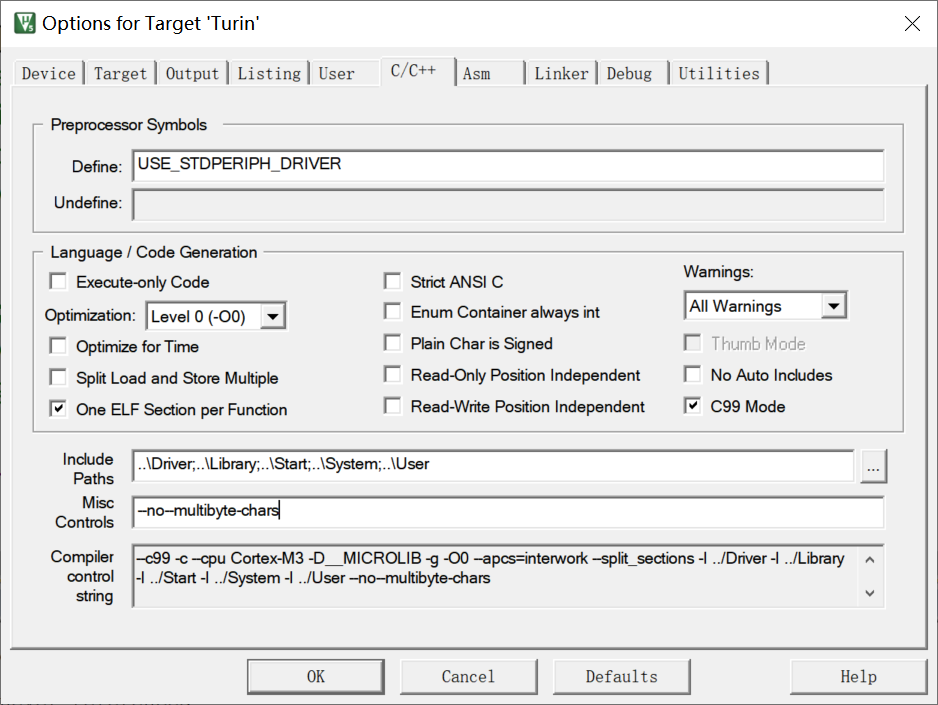 Options for Target 'Turin'
Device Target Output Listing User C/C++ Asm Linker Debug Utilities
Preprocessor Symbols
Define: USE_STDPERIPH_DRIVER
Undefine:
Language / Code Generation
Execute-only Code
Optimization: Level 0 (-O0)
Optimize for Time
Split Load and Store Multiple
One ELF Section per Function
Strict ANSI C
Enum Container always int
Plain Char is Signed
Read-Only Position Independent
Read-Write Position Independent
Warnings:
All Warnings
Thumb Mode
No Auto Includes
C99 Mode
Include
Paths
..\Driver;..\Library;..\Start;..\System;..\User
...
Misc
Controls
--no--multibyte-chars
Compiler
control
string
--c99 -c --cpu Cortex-M3 -D__MICROLIB -g -O0 --apcs=interwork --split_sections -I ../Driver -I ../Library
-I ../Start -I ../System -I ../User --no--multibyte-chars
OK Cancel Defaults Help